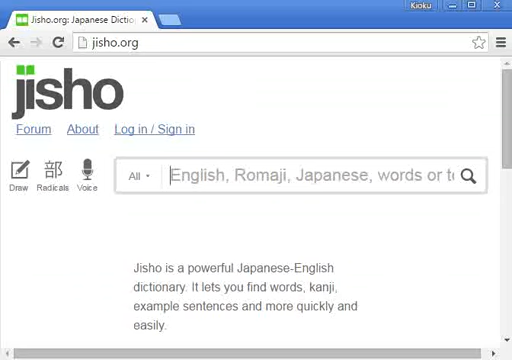 Kioku
Jisho.org: Japanese Dictio
jisho.org
jisho
Forum About Log in / Sign in
部
Draw Radicals Voice
All English, Romaji, Japanese, words or te
Jisho is a powerful Japanese-English
dictionary. It lets you find words, kanji,
example sentences and more quickly and
easily.